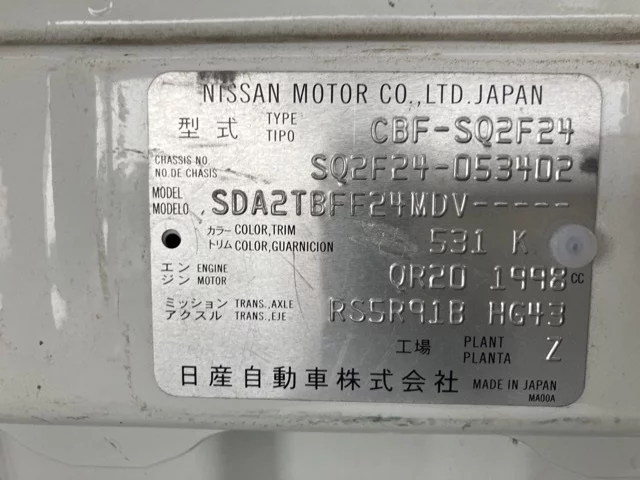 NISSAN MOTOR CO.,LTD.JAPAN
型式 TYPE TIPO CBF-SQ2F24
CHASSIS NO NO.DE CHASIS SQ2F24-053402
MODEL MODELO SDA2TBFF24MDV-----
カラー COLOR,TRIM
トリム COLOR,GUARNICION 531 K
エンジン ENGINE MOTOR QR20 1998 CC
ミッション TRANS.,AXLE
アクスル TRANS.,EJE RS5R91B HG43
工場 PLANT PLANTA Z
日産自動車株式会社 MADE IN JAPAN
MA00A